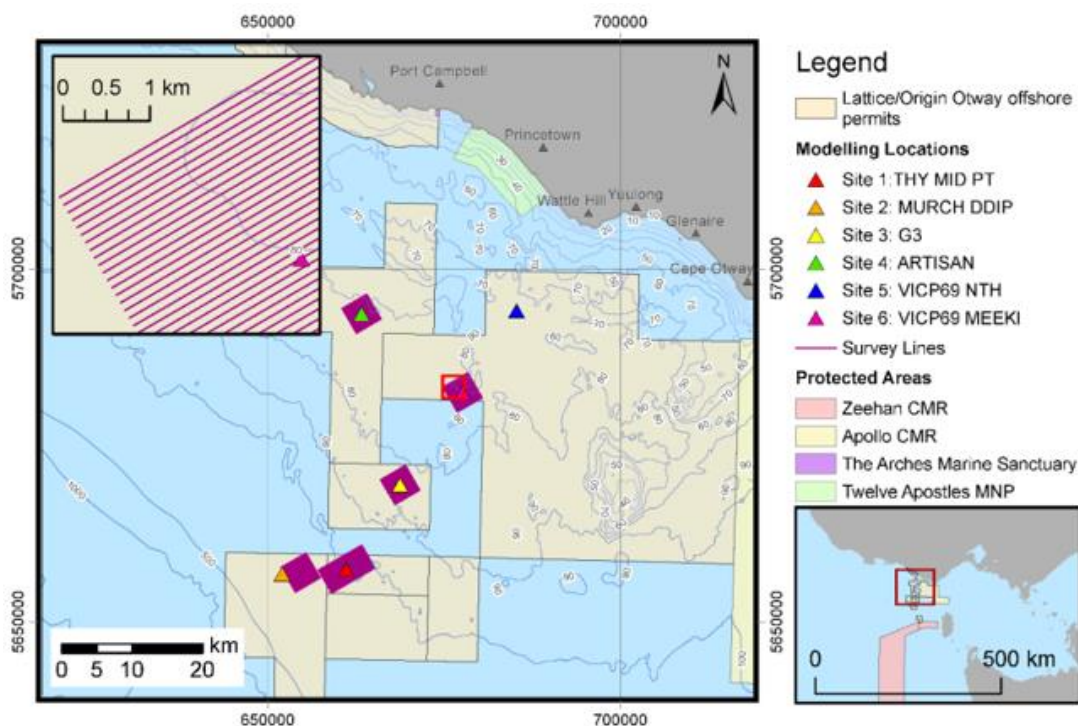 650000
700000
0 0.5 1 km
Port Campbell
N
Princetown
Wattle Hill
Yuulong
Glenaire
Cape Otway
5700000
5700000
5650000
5650000
km
0 5 10 20
650000
700000
Legend
Lattice/Origin Otway offshore
permits
Modelling Locations
Site 1:THY MID PT
Site 2: MURCH DDIP
Site 3: G3
Site 4: ARTISAN
Site 5: VICP69 NTH
Site 6: VICP69 MEEKI
Survey Lines
Protected Areas
Zeehan CMR
Apollo CMR
The Arches Marine Sanctuary
Twelve Apostles MNP
0 500 km